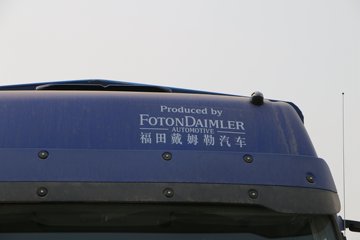 Produced by
FOTONDAIMLER
AUTOMOTIVE
福田戴姆勒汽车